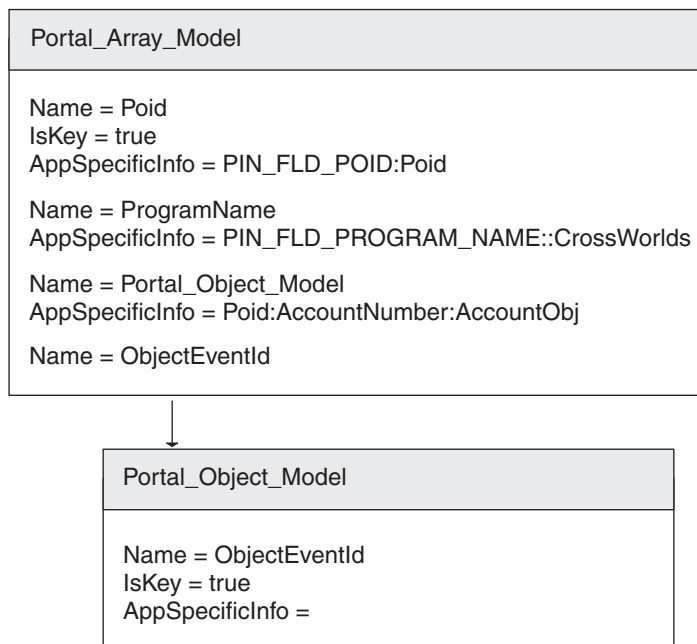 Portal_Array_Model
Name = Poid
IsKey = true
AppSpecificInfo = PIN_FLD_POID:Poid
Name = ProgramName
AppSpecificInfo = PIN_FLD_PROGRAM_NAME::CrossWorlds
Name = Portal_Object_Model
AppSpecificInfo = Poid:AccountNumber:AccountObj
Name = ObjectEventId
Portal_Object_Model
Name = ObjectEventId
IsKey = true
AppSpecificInfo =